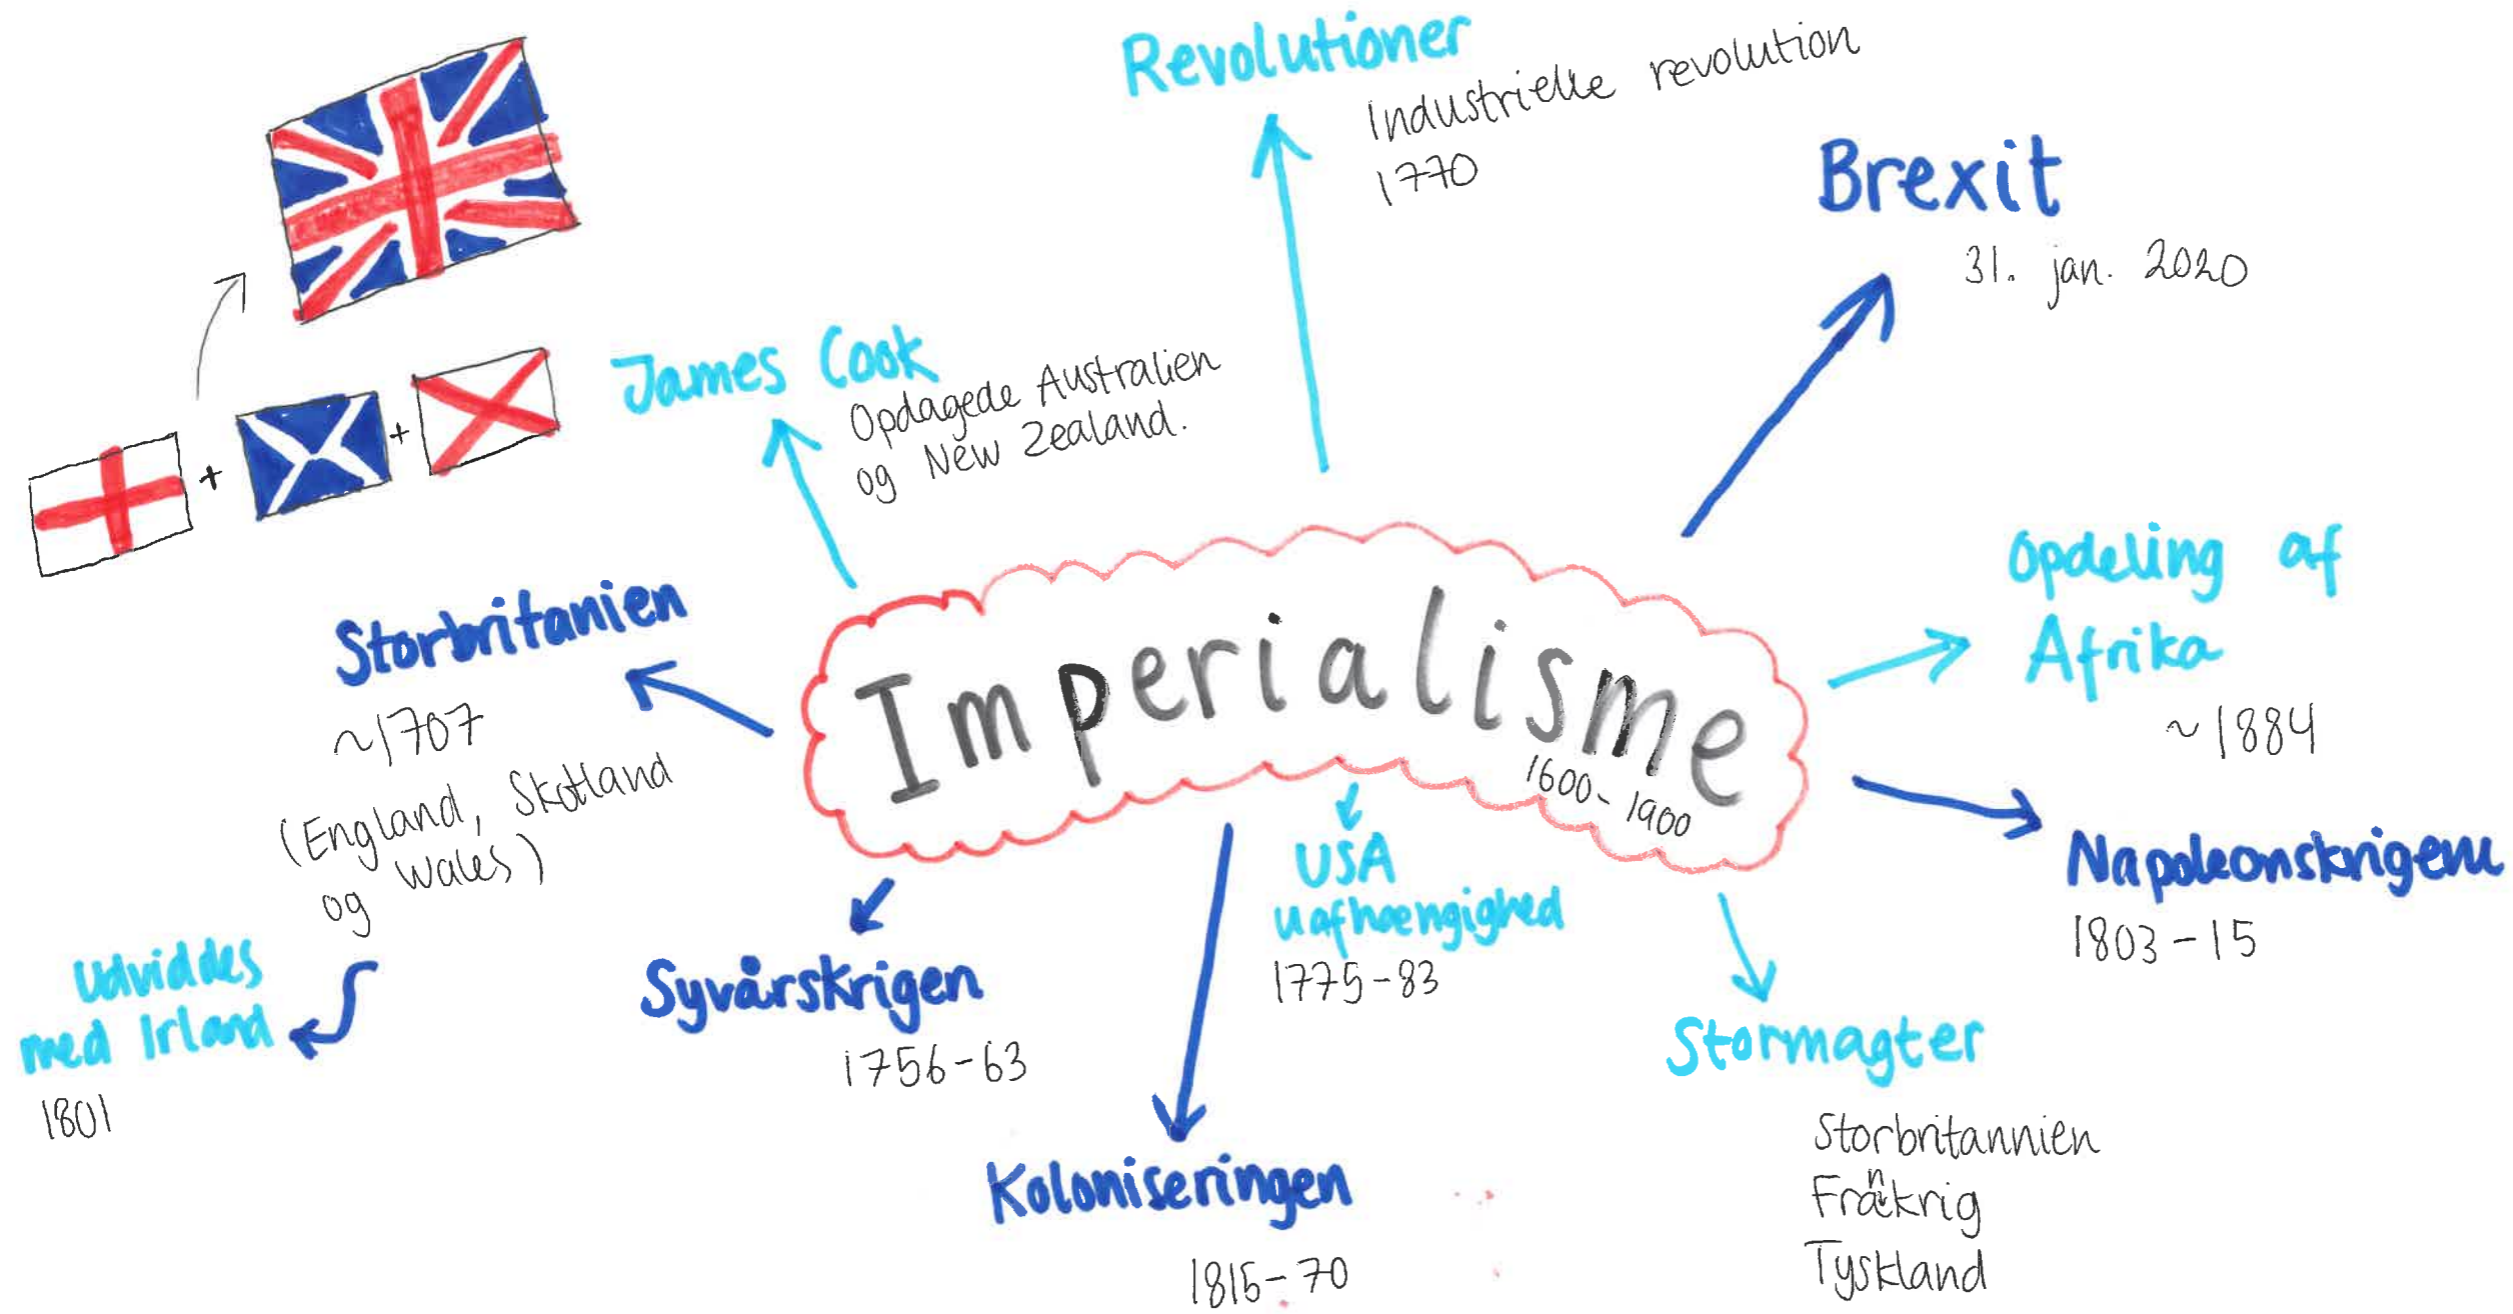 Revolutioner
Industrielle revolution
1770
Brexit
31. jan. 2020
James Cook
Opdagede Australien
og New Zealand.
+
+
Storbritanien
~1707
(England, Skotland
og Wales)
Udviddes
med Irland
1801
Imperialisme
1600-1900
Opdeling af
Afrika
~1884
Napoleonskrigene
1803-15
USA
uafhængighed
1775-83
Syvårskrigen
1756-63
Koloniseringen
1815-70
Stormagter
Storbritannien
Frankrig
Tyskland